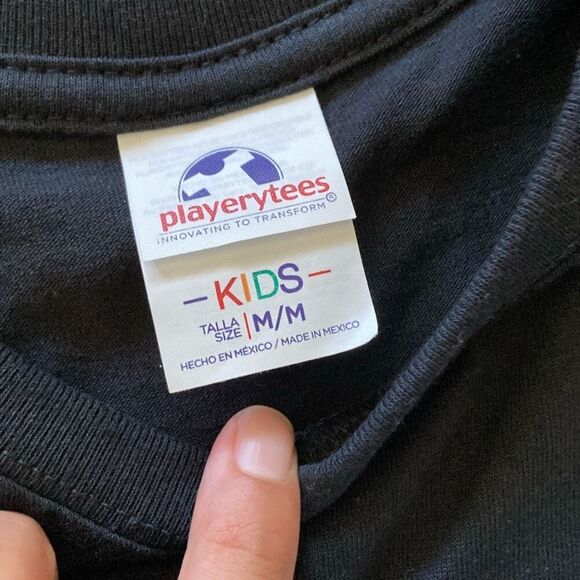 playerytees®
INNOVATING TO TRANSFORM
– KIDS –
TALLA
SIZE | M/M
HECHO EN MÉXICO / MADE IN MEXICO